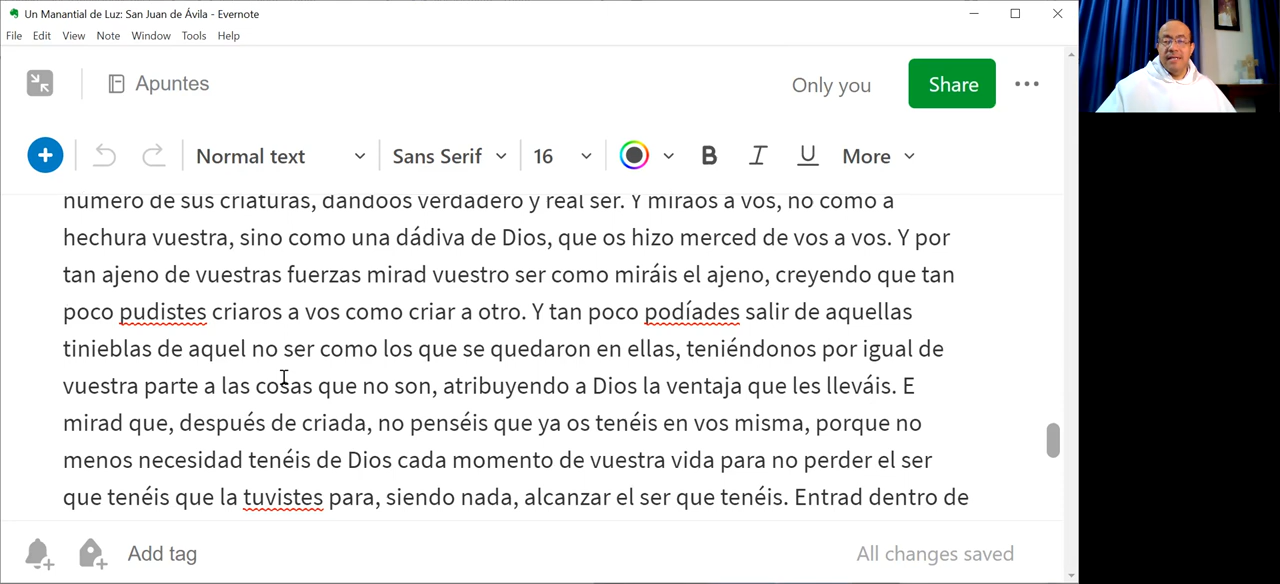 Un Manantial de Luz: San Juan de Ávila - Evernote
File Edit View Note Window Tools Help
Apuntes
Only you
Share
Normal text
Sans Serif
16
B I U More
número de sus criaturas, dándoos verdadero y real ser. Y miraos a vos, no como a
hechura vuestra, sino como una dádiva de Dios, que os hizo merced de vos a vos. Y por
tan ajeno de vuestras fuerzas mirad vuestro ser como miráis el ajeno, creyendo que tan
poco pudistes criaros a vos como criar a otro. Y tan poco podíades salir de aquellas
tinieblas de aquel no ser como los que se quedaron en ellas, teniéndonos por igual de
vuestra parte a las cosas que no son, atribuyendo a Dios la ventaja que les lleváis. E
mirad que, después de criada, no penséis que ya os tenéis en vos misma, porque no
menos necesidad tenéis de Dios cada momento de vuestra vida para no perder el ser
que tenéis que la tuvistes para, siendo nada, alcanzar el ser que tenéis. Entrad dentro de
Add tag
All changes saved